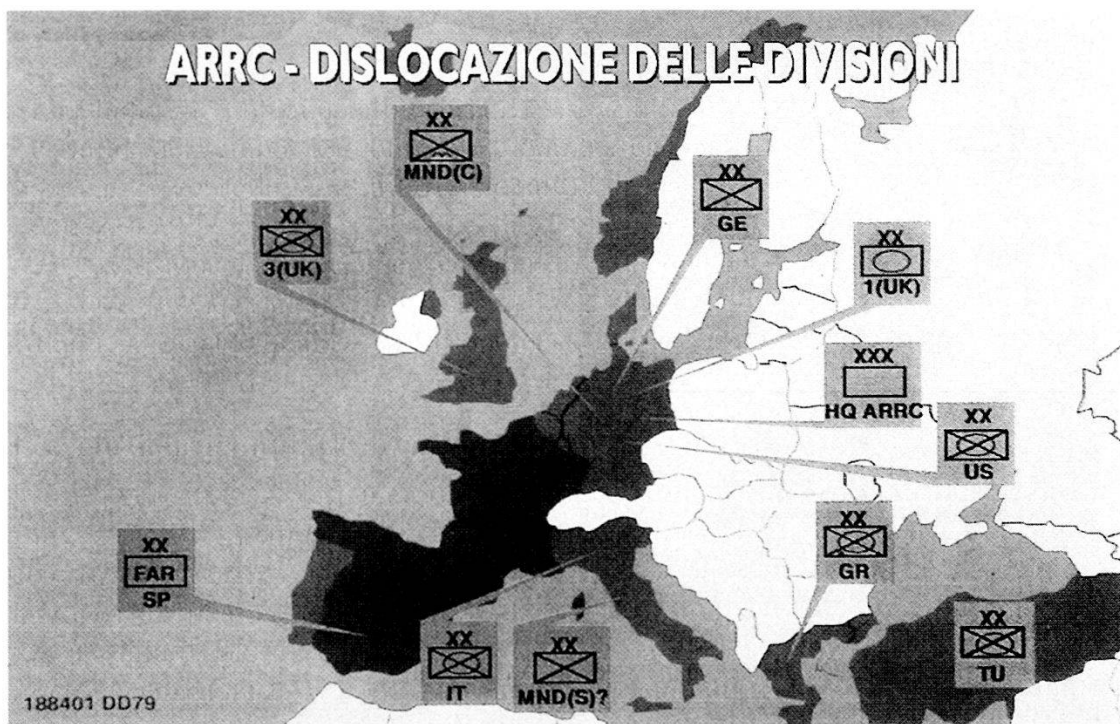 ARRC - DISLOCAZIONE DELLE DIVISIONI
XX
MND(C)
XX
GE
XX
3(UK)
XX
1(UK)
XXX
HQ ARRC
XX
US
XX
GR
XX
FAR
SP
XX
IT
XX
MND(S)?
XX
TU
188401 DD79